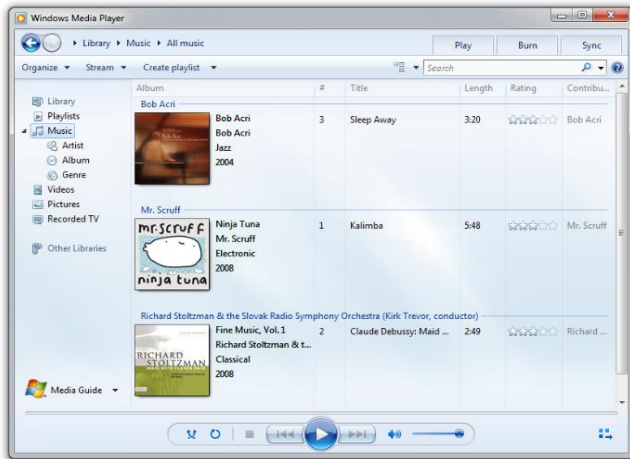 Windows Media Player
Library Music All music
Play Burn Sync
Organize Stream Create playlist Search
Album # Title Length Rating Contribu...
Library
Playlists
Music
Artist
Album
Genre
Videos
Pictures
Recorded TV
Other Libraries
Media Guide
Bob Acri
Bob Acri 3 Sleep Away 3:20 Bob Acri
Bob Acri
Jazz
2004
Mr. Scruff
mr.scruff
ninja tuna
Ninja Tuna 1 Kalimba 5:48 Mr. Scruff
Mr. Scruff
Electronic
2008
Richard Stoltzman & the Slovak Radio Symphony Orchestra (Kirk Trevor, conductor)
RICHARD
STOLTZMAN
Fine Music, Vol. 1 2 Claude Debussy: Maid ... 2:49 Richard ...
Richard Stoltzman & t...
Classical
2008